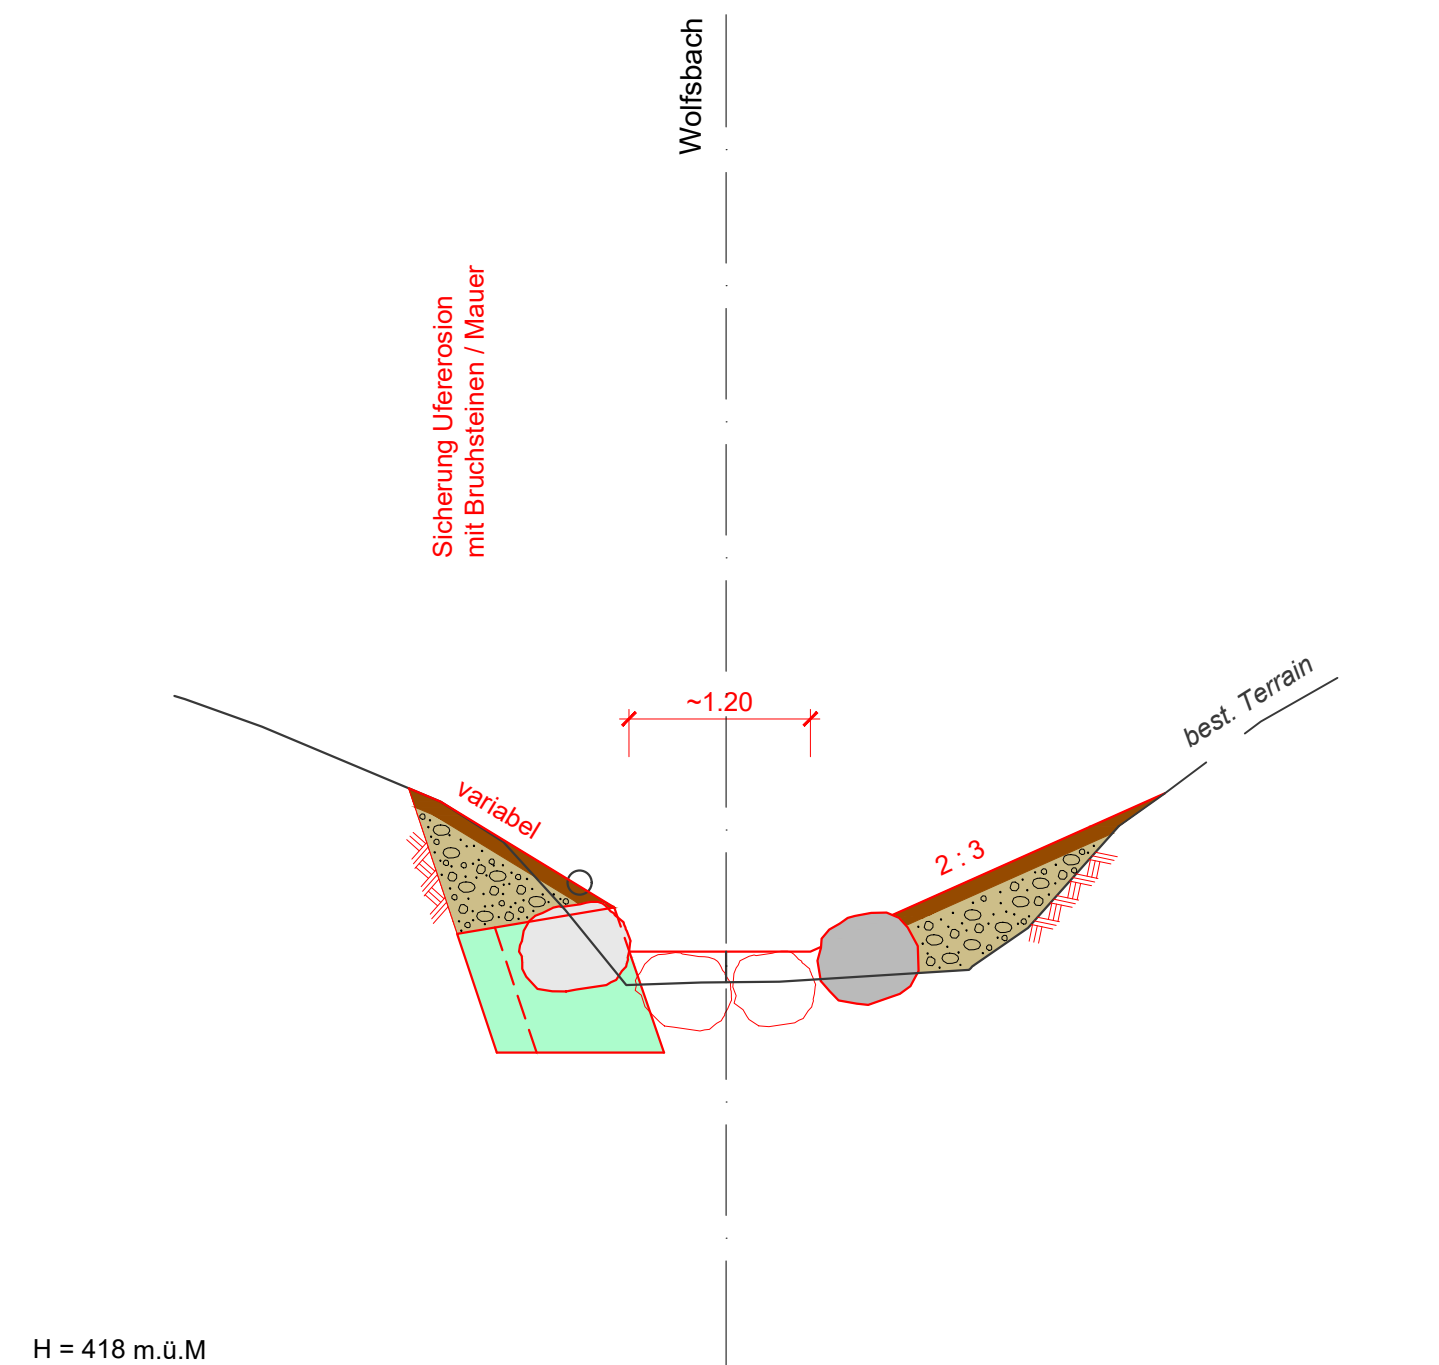 Wolfsbach
Sicherung Ufererosion
mit Bruchsteinen / Mauer
~1.20
best. Terrain
variabel
2 : 3
H = 418 m.ü.M